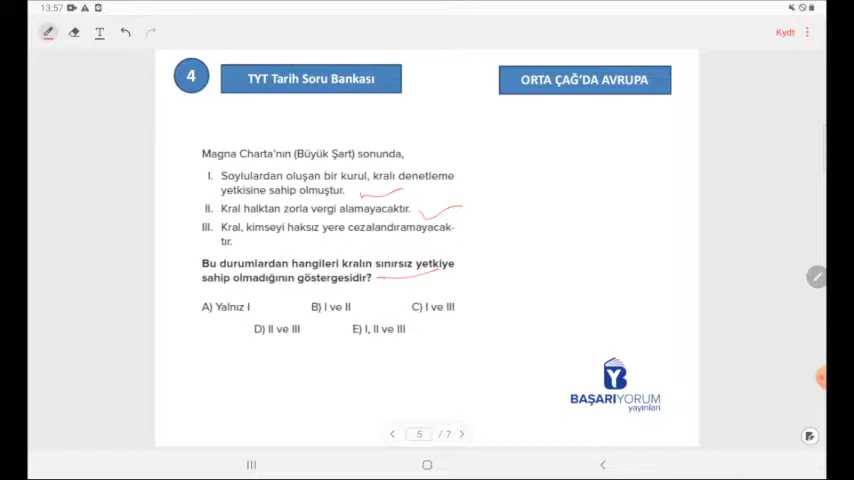 13:57
Kydt
4
TYT Tarih Soru Bankası
ORTA ÇAĞ'DA AVRUPA
Magna Charta'nın (Büyük Şart) sonunda,
I. Soylulardan oluşan bir kurul, kralı denetleme
yetkisine sahip olmuştur.
II. Kral halktan zorla vergi alamayacaktır.
III. Kral, kimseyi haksız yere cezalandıramayacak-
tır.
Bu durumlardan hangileri kralın sınırsız yetkiye
sahip olmadığının göstergesidir?
A) Yalnız I B) I ve II C) I ve III
D) II ve III E) I, II ve III
BAŞARIYORUM
yayınları
5 / 7